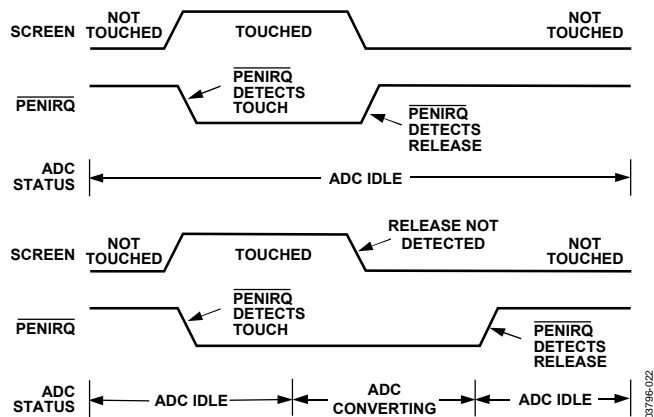 SCREEN
NOT
TOUCHED
TOUCHED
NOT
TOUCHED
PENIRQ
PENIRQ
DETECTS
TOUCH
PENIRQ
DETECTS
RELEASE
ADC
STATUS
ADC IDLE
SCREEN
NOT
TOUCHED
TOUCHED
RELEASE NOT
DETECTED
NOT
TOUCHED
PENIRQ
PENIRQ
DETECTS
TOUCH
PENIRQ
DETECTS
RELEASE
ADC
STATUS
ADC IDLE
ADC
CONVERTING
ADC IDLE
03796-022